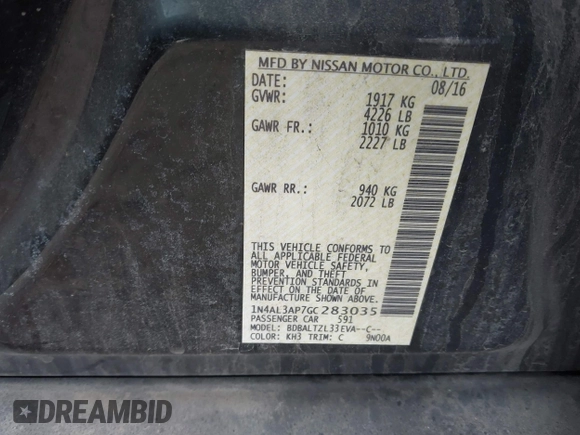 MFD BY NISSAN MOTOR CO., LTD.
DATE: 08/16
GVWR: 1917 KG
4226 LB
GAWR FR.: 1010 KG
2227 LB
GAWR RR.: 940 KG
2072 LB
THIS VEHICLE CONFORMS TO
ALL APPLICABLE FEDERAL
MOTOR VEHICLE SAFETY,
BUMPER, AND THEFT
PREVENTION STANDARDS
IN EFFECT ON THE DATE OF
MANUFACTURE SHOWN ABOVE.
1N4AL3AP7GC283035
PASSENGER CAR 591
MODEL: BDBALTZL33EVA--C--
COLOR: KH3 TRIM: C 9N00A
DREAMBID